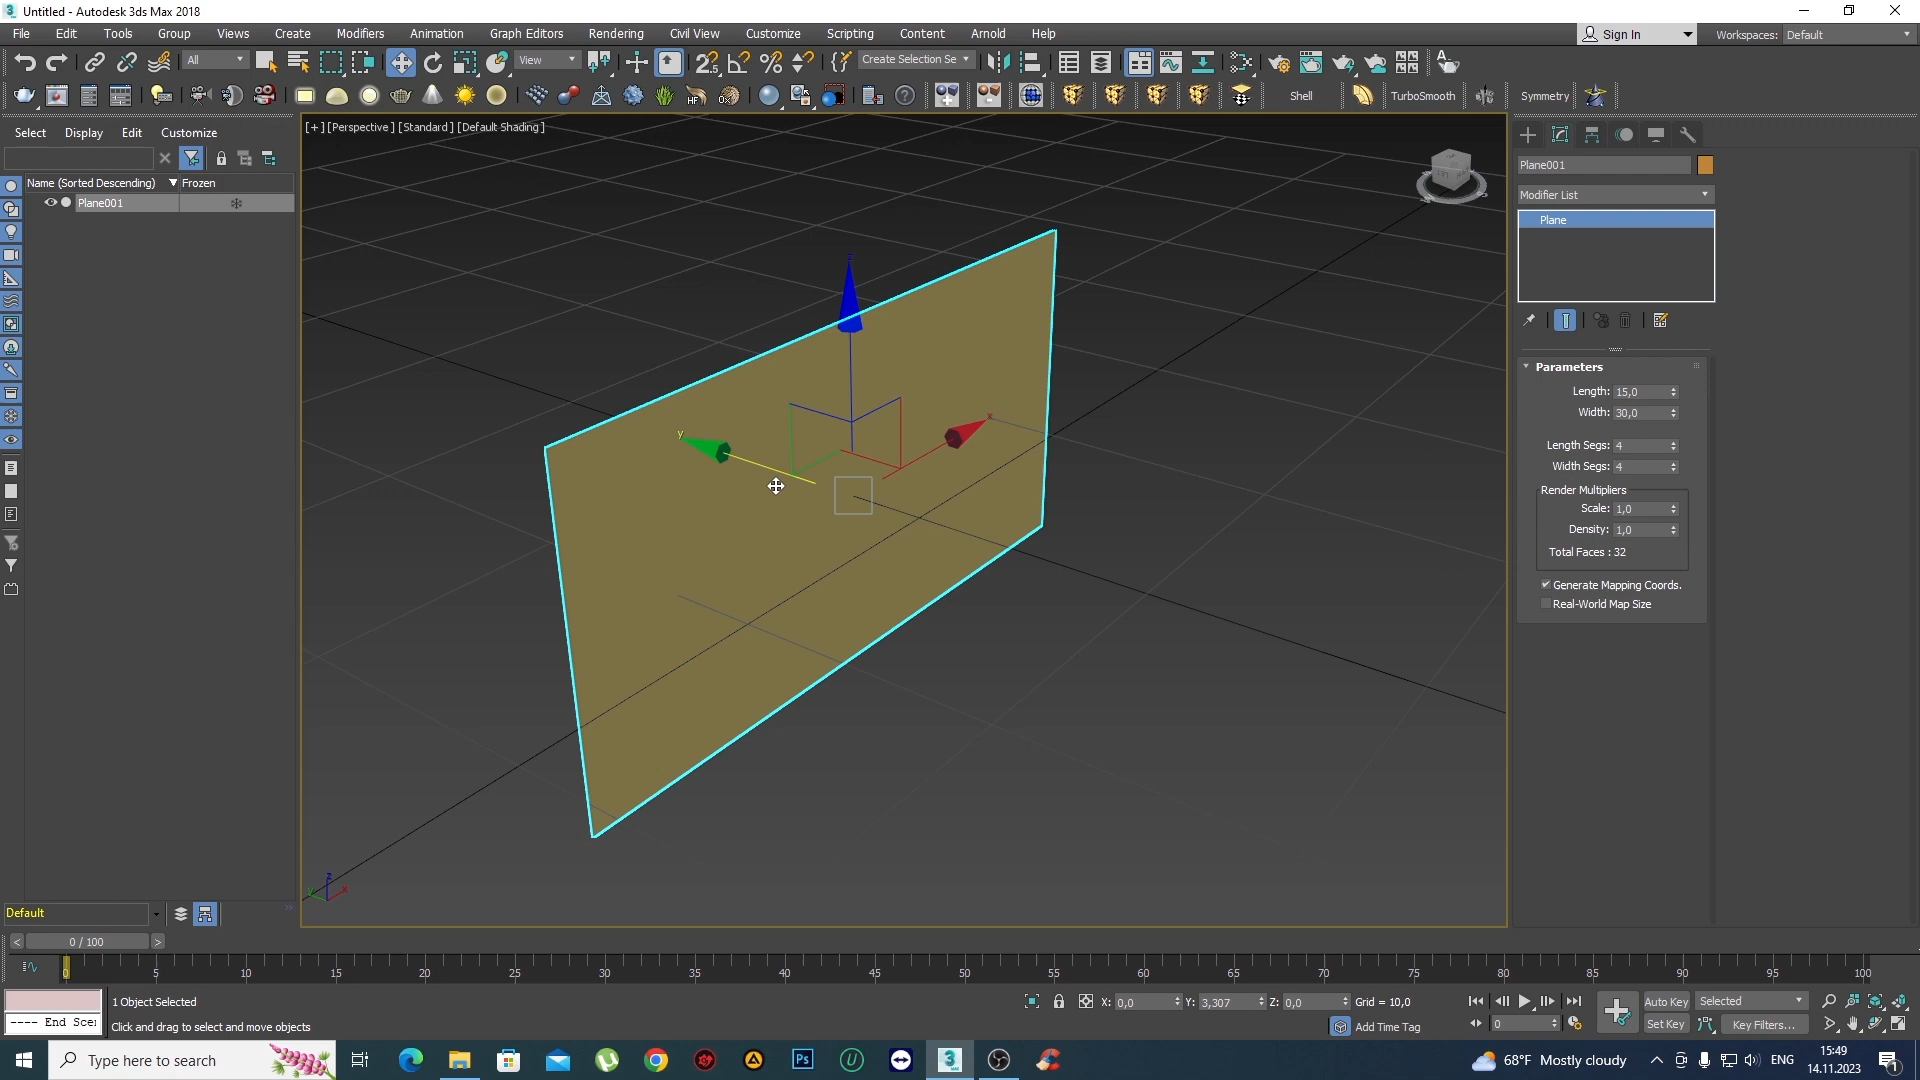 Untitled - Autodesk 3ds Max 2018
File Edit Tools Group Views Create Modifiers Animation Graph Editors Rendering Civil View Customize Scripting Content Arnold Help
Sign In Workspaces: Default
All View Create Selection Se
HF Shell TurboSmooth Symmetry
Select Display Edit Customize
[+] [Perspective ] [Standard ] [Default Shading ]
Name (Sorted Descending) Frozen
Plane001
Plane001
Modifier List
Plane
z
y
x
Parameters
Length: 15,0
Width: 30,0
Length Segs: 4
Width Segs: 4
Render Multipliers
Scale: 1,0
Density: 1,0
Total Faces : 32
Generate Mapping Coords.
Real-World Map Size
z
y
x
Default
< 0 / 100 >
0 5 10 15 20 25 30 35 40 45 50 55 60 65 70 75 80 85 90 95 100
1 Object Selected
X: 0,0 Y: 3,307 Z: 0,0 Grid = 10,0
Auto Key Selected
---- End Scer
Click and drag to select and move objects
Add Time Tag
0
Set Key Key Filters...
Type here to search
Ps
U
3
MAX
68°F Mostly cloudy
ENG
15:49
14.11.2023
1